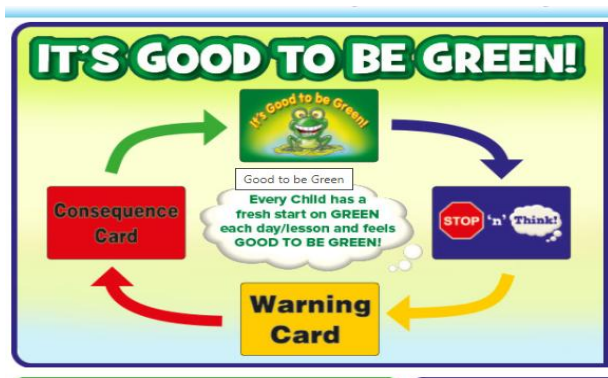 IT'S GOOD TO BE GREEN!
It's Good to be Green!
Good to be Green
Every Child has a
fresh start on GREEN
each day/lesson and feels
GOOD TO BE GREEN!
STOP 'n' Think!
Warning
Card
Consequence
Card